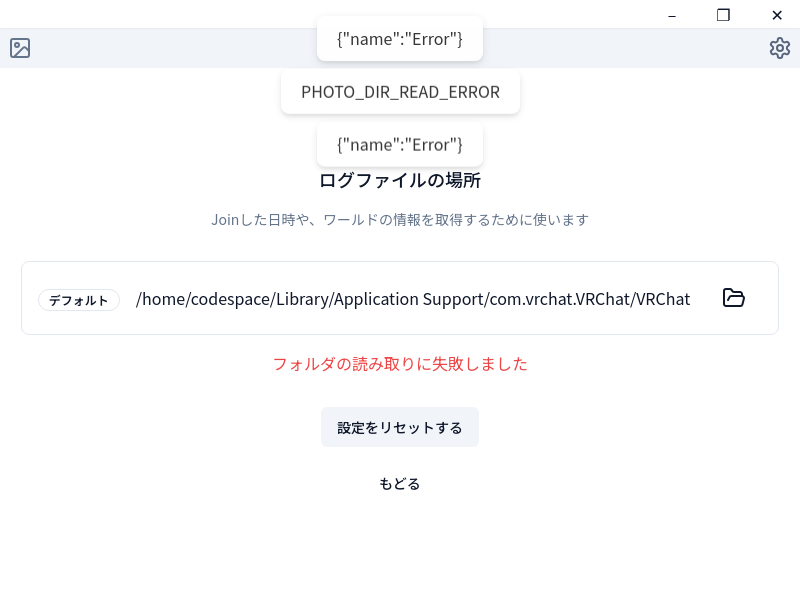 {"name":"Error"}
PHOTO_DIR_READ_ERROR
{"name":"Error"}
ログファイルの場所
Joinした日時や、ワールドの情報を取得するために使います
デフォルト /home/codespace/Library/Application Support/com.vrchat.VRChat/VRChat
フォルダの読み取りに失敗しました
設定をリセットする
もどる